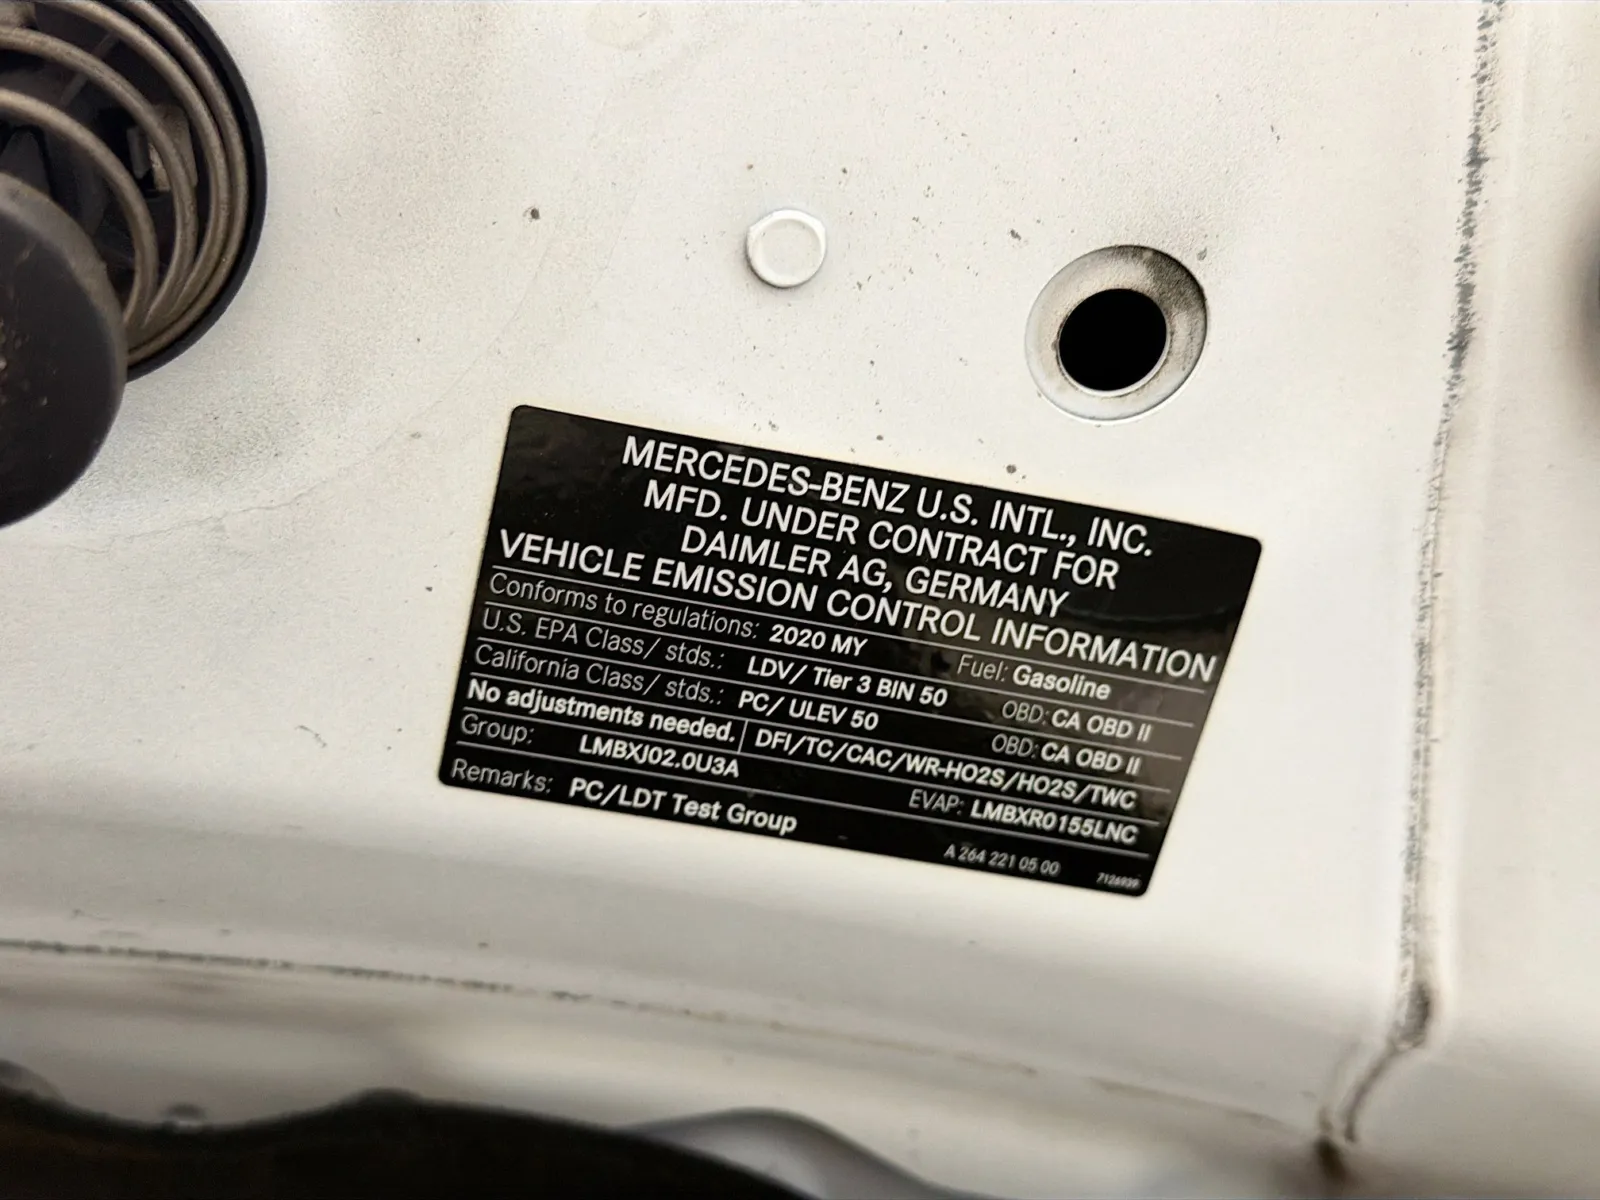 MERCEDES-BENZ U.S. INTL., INC.
MFD. UNDER CONTRACT FOR
DAIMLER AG, GERMANY
VEHICLE EMISSION CONTROL INFORMATION
Conforms to regulations: 2020 MY Fuel: Gasoline
U.S. EPA Class/ stds.: LDV/ Tier 3 BIN 50 OBD: CA OBD II
California Class/ stds.: PC/ ULEV 50 OBD: CA OBD II
No adjustments needed. DFI/TC/CAC/WR-HO2S/HO2S/TWC
Group: LMBXJ02.0U3A EVAP: LMBXR0155LNC
Remarks: PC/LDT Test Group
A 264 221 05 00 7126939